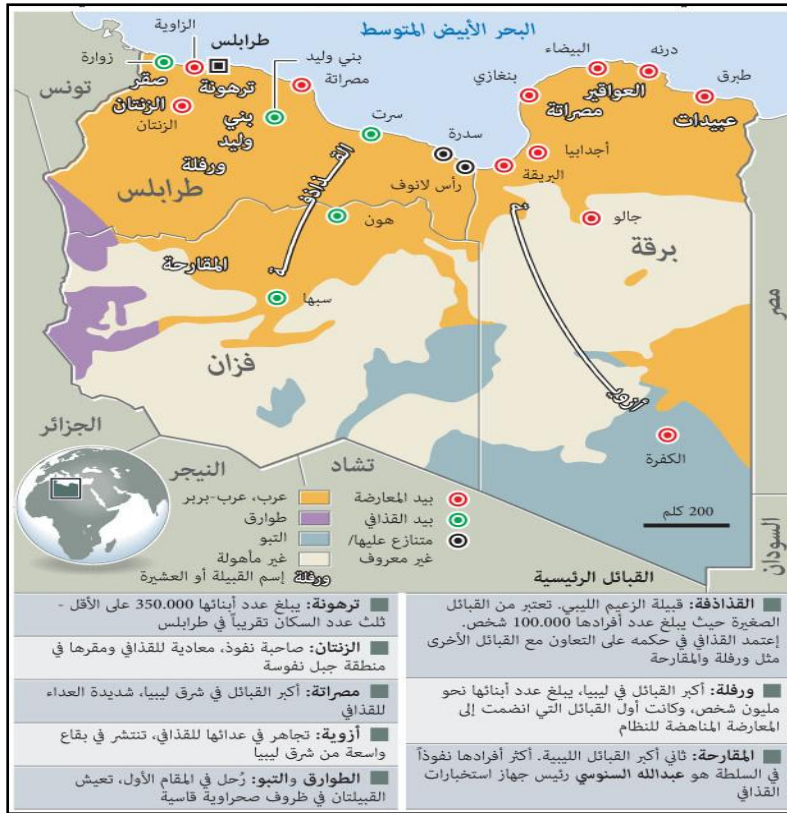 البحر الأبيض المتوسط
تونس
زوارة
الزاوية
طرابلس
بني وليد
مصراتة
البيضاء
درنه
طبرق
بنغازي
صقر
ترهونة
الزنتان
الزنتان
بني
وليد
ورفلة
طرابلس
سرت
سدرة
رأس لانوف
العواقير
مصراتة
عبيدات
أجدابيا
البريقة
القذاذفة
هون
جالو
برقة
المقارحة
سبها
فزان
أزوية
مصر
الكفرة
الجزائر
النيجر
تشاد
السودان
200 كلم
بيد المعارضة
بيد القذافي
متنازع عليها/
غير معروف
عرب، عرب-بربر
طوارق
التبو
غير مأهولة
ورفلة إسم القبيلة أو العشيرة
القبائل الرئيسية
القذاذفة: قبيلة الزعيم الليبي. تعتبر من القبائل
الصغيرة حيث يبلغ عدد أفرادها 100.000 شخص.
إعتمد القذافي في حكمه على التعاون مع القبائل الأخرى
مثل ورفلة والمقارحة
ورفلة: أكبر القبائل في ليبيا، يبلغ عدد أبنائها نحو
مليون شخص، وكانت أول القبائل التي انضمت إلى
المعارضة المناهضة للنظام
المقارحة: ثاني أكبر القبائل الليبية. أكثر أفرادها نفوذاً
في السلطة هو عبدالله السنوسي رئيس جهاز استخبارات
القذافي
ترهونة: يبلغ عدد أبنائها 350.000 على الأقل -
ثلث عدد السكان تقريباً في طرابلس
الزنتان: صاحبة نفوذ، معادية للقذافي ومقرها في
منطقة جبل نفوسة
مصراتة: أكبر القبائل في شرق ليبيا، شديدة العداء
للقذافي
أزوية: تجاهر في عدائها للقذافي، تنتشر في بقاع
واسعة من شرق ليبيا
الطوارق والتبو: رُحل في المقام الأول، تعيش
القبيلتان في ظروف صحراوية قاسية